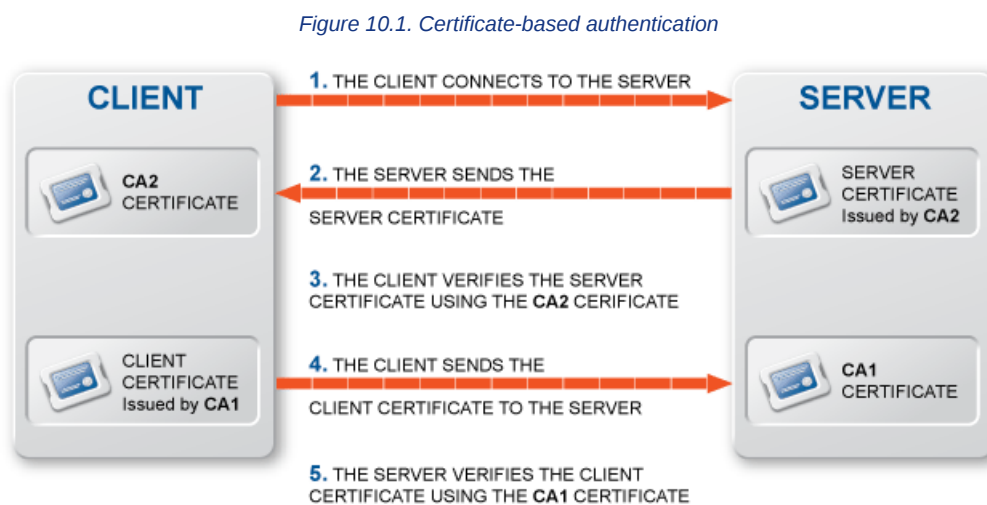 Figure 10.1. Certificate-based authentication
CLIENT
CA2
CERTIFICATE
CLIENT
CERTIFICATE
Issued by CA1
1. THE CLIENT CONNECTS TO THE SERVER
2. THE SERVER SENDS THE
SERVER CERTIFICATE
3. THE CLIENT VERIFIES THE SERVER
CERTIFICATE USING THE CA2 CERIFICATE
4. THE CLIENT SENDS THE
CLIENT CERTIFICATE TO THE SERVER
5. THE SERVER VERIFIES THE CLIENT
CERTIFICATE USING THE CA1 CERTIFICATE
SERVER
SERVER
CERTIFICATE
Issued by CA2
CA1
CERTIFICATE